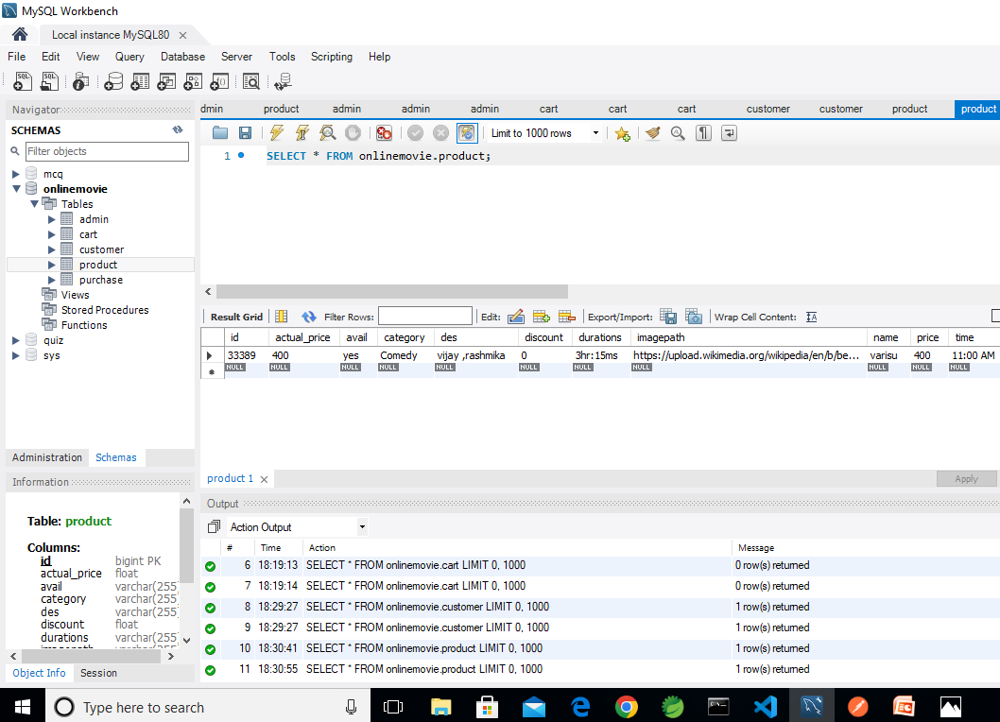 MySQL Workbench
Local instance MySQL80
File Edit View Query Database Server Tools Scripting Help
Navigator
SCHEMAS
Filter objects
mcq
onlinemovie
Tables
admin
cart
customer
product
purchase
Views
Stored Procedures
Functions
quiz
sys
Administration Schemas
Information
Table: product
Columns:
id bigint PK
actual_price float
avail varchar(255)
category varchar(255)
des varchar(255)
discount float
durations varchar(255)
Object Info Session
dmin product admin admin admin cart cart cart customer customer product product
Limit to 1000 rows
1 SELECT * FROM onlinemovie.product;
Result Grid Filter Rows: Edit: Export/Import: Wrap Cell Content:
id actual_price avail category des discount durations imagepath name price time
33389 400 yes Comedy vijay ,rashmika 0 3hr:15ms https://upload.wikimedia.org/wikipedia/en/b/be... varisu 400 11:00 AM
NULL NULL NULL NULL NULL NULL NULL NULL NULL NULL NULL
product 1 Apply
Output
Action Output
# Time Action Message
6 18:19:13 SELECT * FROM onlinemovie.cart LIMIT 0, 1000 0 row(s) returned
7 18:19:14 SELECT * FROM onlinemovie.cart LIMIT 0, 1000 0 row(s) returned
8 18:29:27 SELECT * FROM onlinemovie.customer LIMIT 0, 1000 1 row(s) returned
9 18:29:27 SELECT * FROM onlinemovie.customer LIMIT 0, 1000 1 row(s) returned
10 18:30:41 SELECT * FROM onlinemovie.product LIMIT 0, 1000 1 row(s) returned
11 18:30:55 SELECT * FROM onlinemovie.product LIMIT 0, 1000 1 row(s) returned
Type here to search